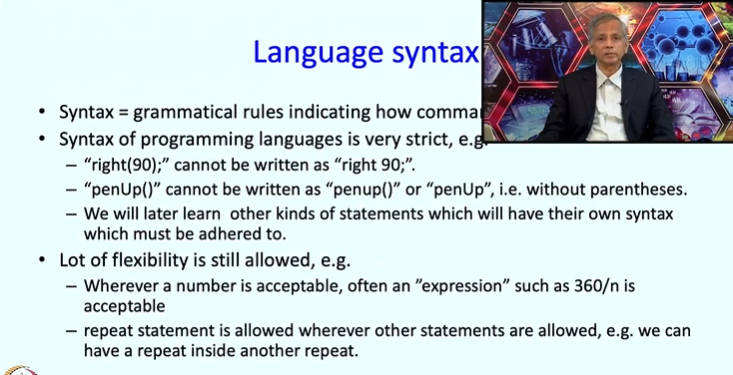 Language syntax
• Syntax = grammatical rules indicating how
• Syntax of programming languages is very strict, e.g.
– “right(90);” cannot be written as “right 90;”.
– “penUp()” cannot be written as “penup()” or “penUp”, i.e. without parentheses.
– We will later learn other kinds of statements which will have their own syntax
which must be adhered to.
• Lot of flexibility is still allowed, e.g.
– Wherever a number is acceptable, often an ”expression” such as 360/n is
acceptable
– repeat statement is allowed wherever other statements are allowed, e.g. we can
have a repeat inside another repeat.